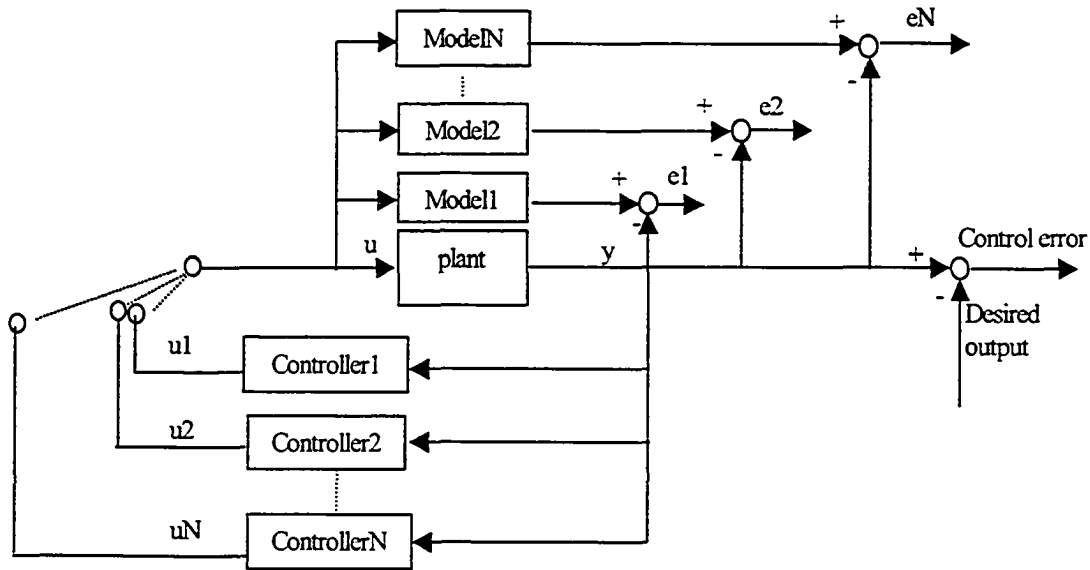 eN
+
ModelN
-
e2
+
Model2
-
e1
+
Model1
-
u
plant
y
+
Control error
-
Desired
output
u1
Controller1
u2
Controller2
uN
ControllerN